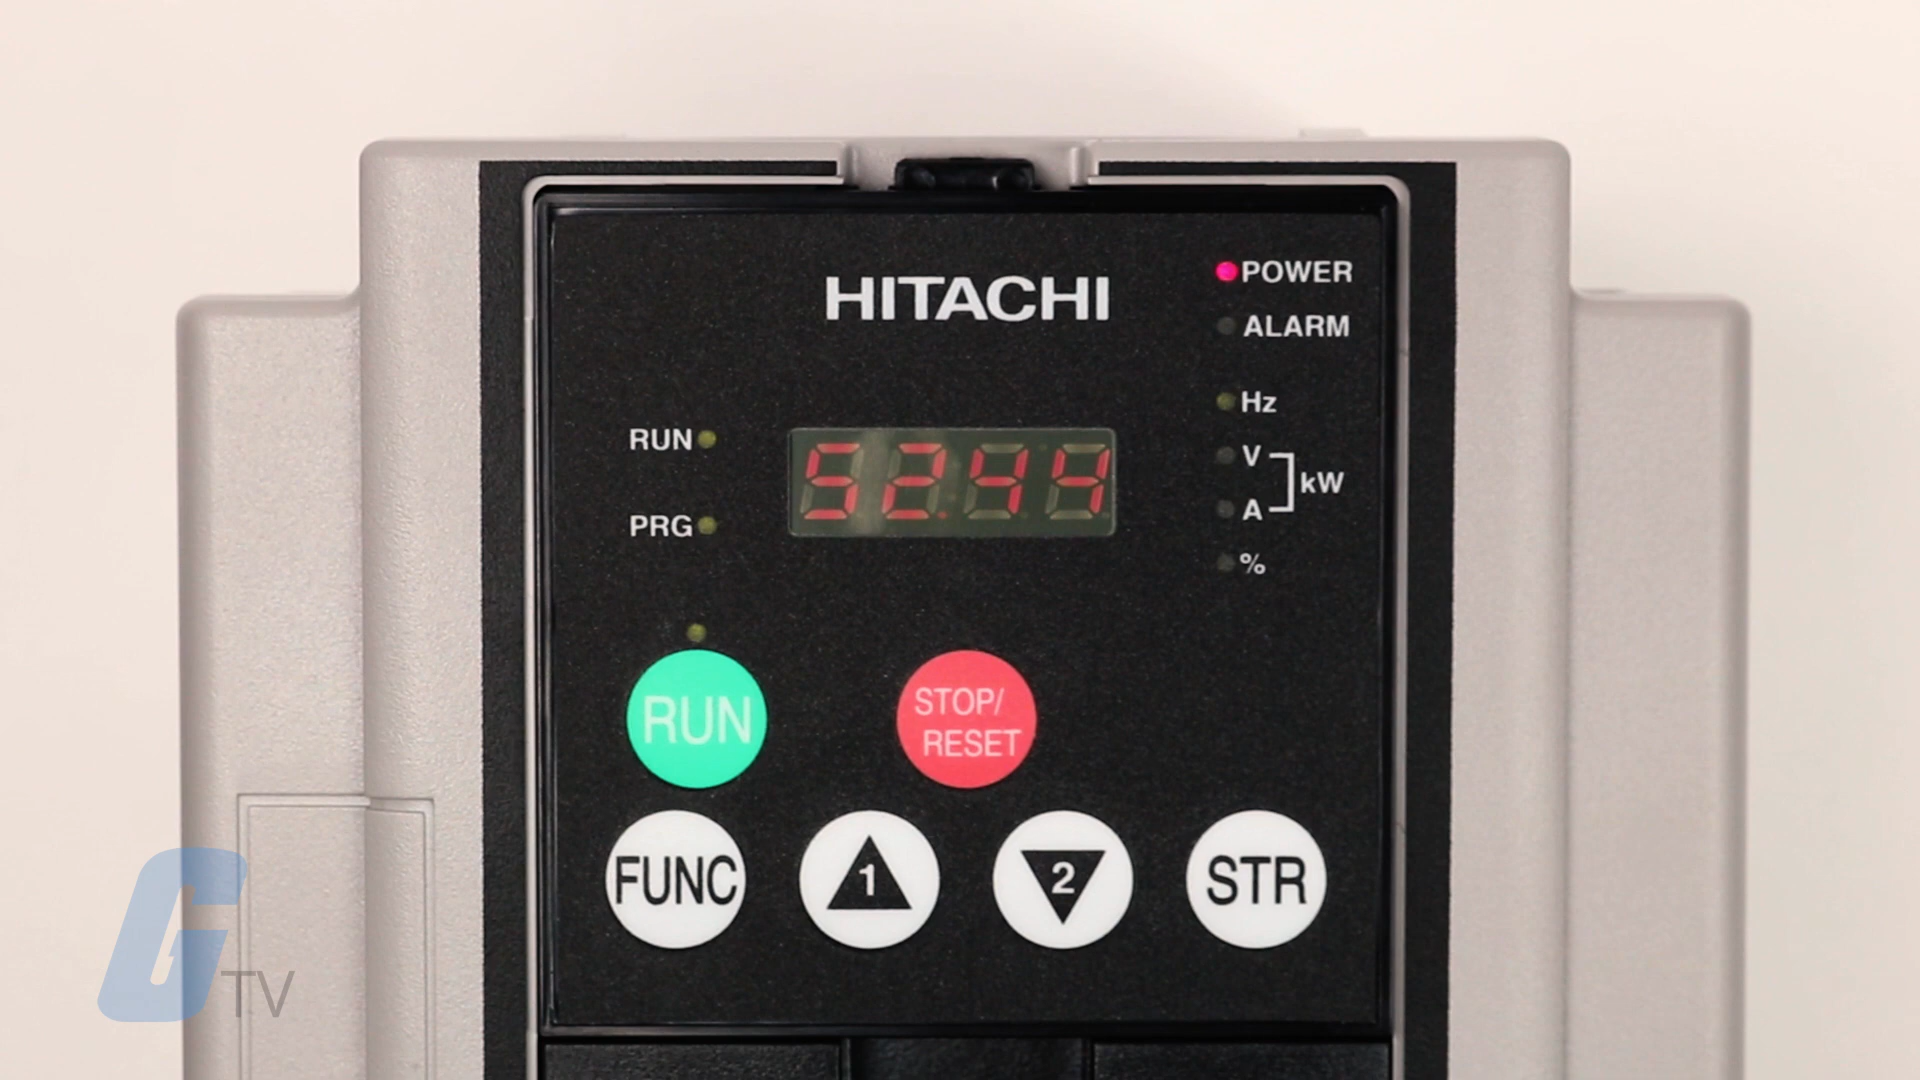 HITACHI
POWER
ALARM
Hz
V
A
kW
%
RUN
PRG
52.44
RUN
STOP/
RESET
FUNC
1
2
STR
G TV